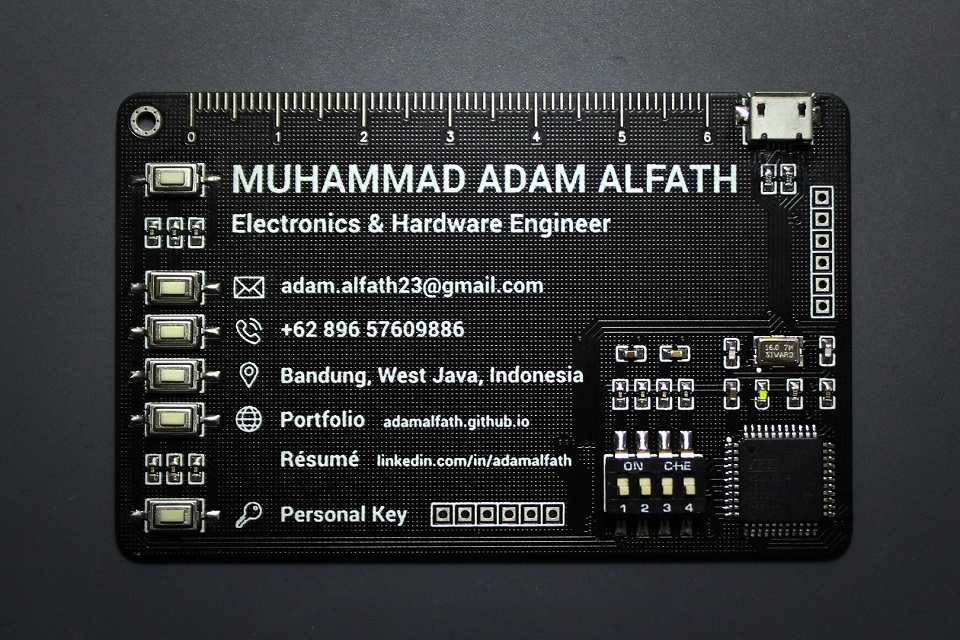 0 1 2 3 4 5 6
MUHAMMAD ADAM ALFATH
Electronics & Hardware Engineer
adam.alfath23@gmail.com
+62 896 57609886
Bandung, West Java, Indonesia
Portfolio adamalfath.github.io
Résumé linkedin.com/in/adamalfath
Personal Key
16.0 7M
SIWARD
ON CHE
1 2 3 4